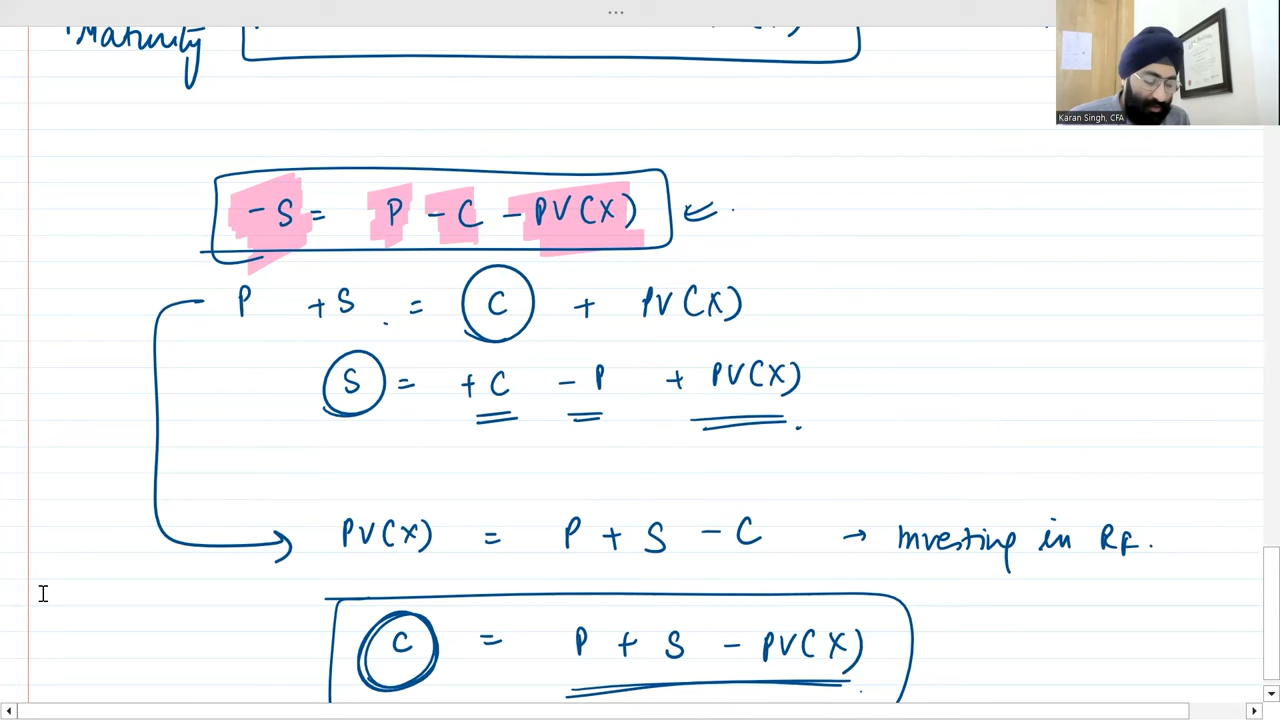 Maturity
Karan Singh, CFA
-S = P - C - PV(X)
P + S = C + PV(X)
S = + C - P + PV(X)
PV(X) = P + S - C → Investing in RF.
C = P + S - PV(X)